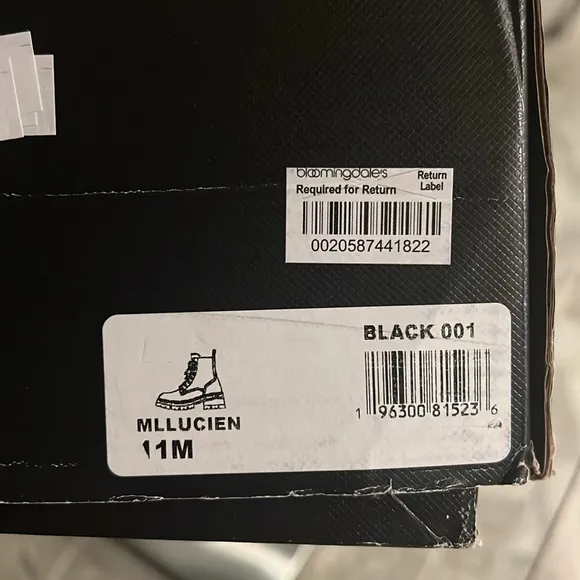 bloomingdale's Return
Required for Return Label
0020587441822
BLACK 001
1 96300 81523 6
MLLUCIEN
11M